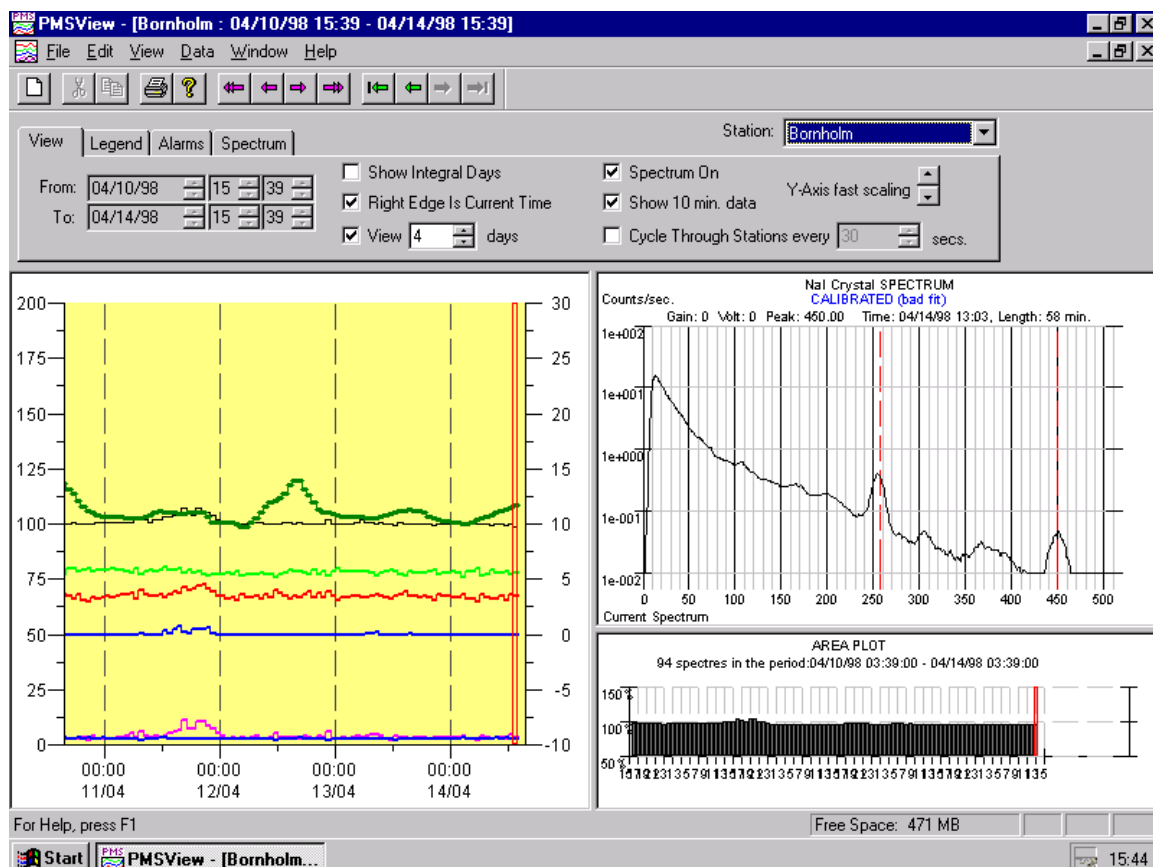 PMSView - [Bornholm : 04/10/98 15:39 - 04/14/98 15:39]
File Edit View Data Window Help
Station: Bornholm
View Legend Alarms Spectrum
From: 04/10/98 15 39
To: 04/14/98 15 39
Show Integral Days
Right Edge Is Current Time
View 4 days
Spectrum On
Show 10 min. data
Cycle Through Stations every 30 secs.
Y-Axis fast scaling
200
175
150
125
100
75
50
25
0
30
25
20
15
10
5
0
-5
-10
00:00 00:00 00:00 00:00
11/04 12/04 13/04 14/04
NaI Crystal SPECTRUM
Counts/sec. CALIBRATED (bad fit)
Gain: 0 Volt: 0 Peak: 450.00 Time: 04/14/98 13:03, Length: 58 min.
1e+002
1e+001
1e+000
1e-001
1e-002
0 50 100 150 200 250 300 350 400 450 500
Current Spectrum
AREA PLOT
94 spectres in the period:04/10/98 03:39:00 - 04/14/98 03:39:00
150%
100%
50%
For Help, press F1
Free Space: 471 MB
Start PMSView - [Bornholm... 15:44